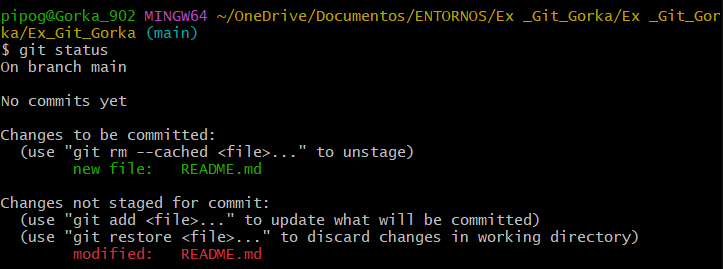 pipog@Gorka_902 MINGW64 ~/OneDrive/Documentos/ENTORNOS/Ex _Git_Gorka/Ex _Git_Gor
ka/Ex_Git_Gorka (main)
$ git status
On branch main

No commits yet

Changes to be committed:
  (use "git rm --cached <file>..." to unstage)
        new file:   README.md

Changes not staged for commit:
  (use "git add <file>..." to update what will be committed)
  (use "git restore <file>..." to discard changes in working directory)
        modified:   README.md